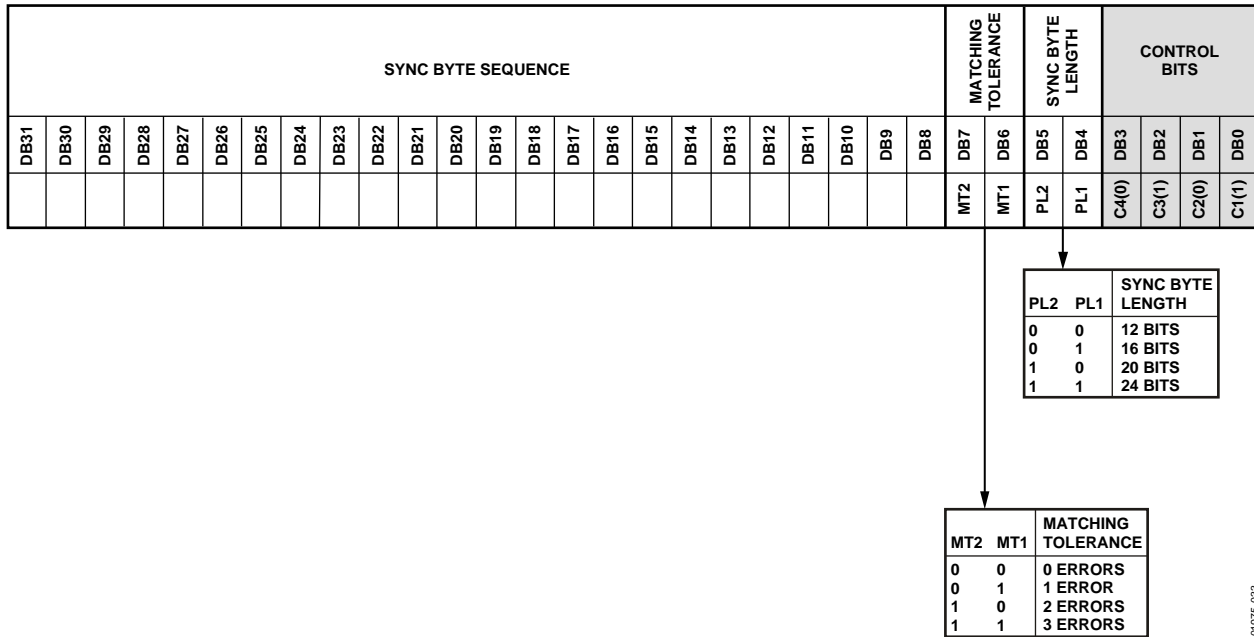 SYNC BYTE SEQUENCE
MATCHING
TOLERANCE
SYNC BYTE
LENGTH
CONTROL
BITS
DB31 DB30 DB29 DB28 DB27 DB26 DB25 DB24 DB23 DB22 DB21 DB20 DB19 DB18 DB17 DB16 DB15 DB14 DB13 DB12 DB11 DB10 DB9 DB8 DB7 DB6 DB5 DB4 DB3 DB2 DB1 DB0
MT2 MT1 PL2 PL1 C4(0) C3(1) C2(0) C1(1)
PL2 PL1 SYNC BYTE
LENGTH
0 0 12 BITS
0 1 16 BITS
1 0 20 BITS
1 1 24 BITS
MT2 MT1 MATCHING
TOLERANCE
0 0 0 ERRORS
0 1 1 ERROR
1 0 2 ERRORS
1 1 3 ERRORS